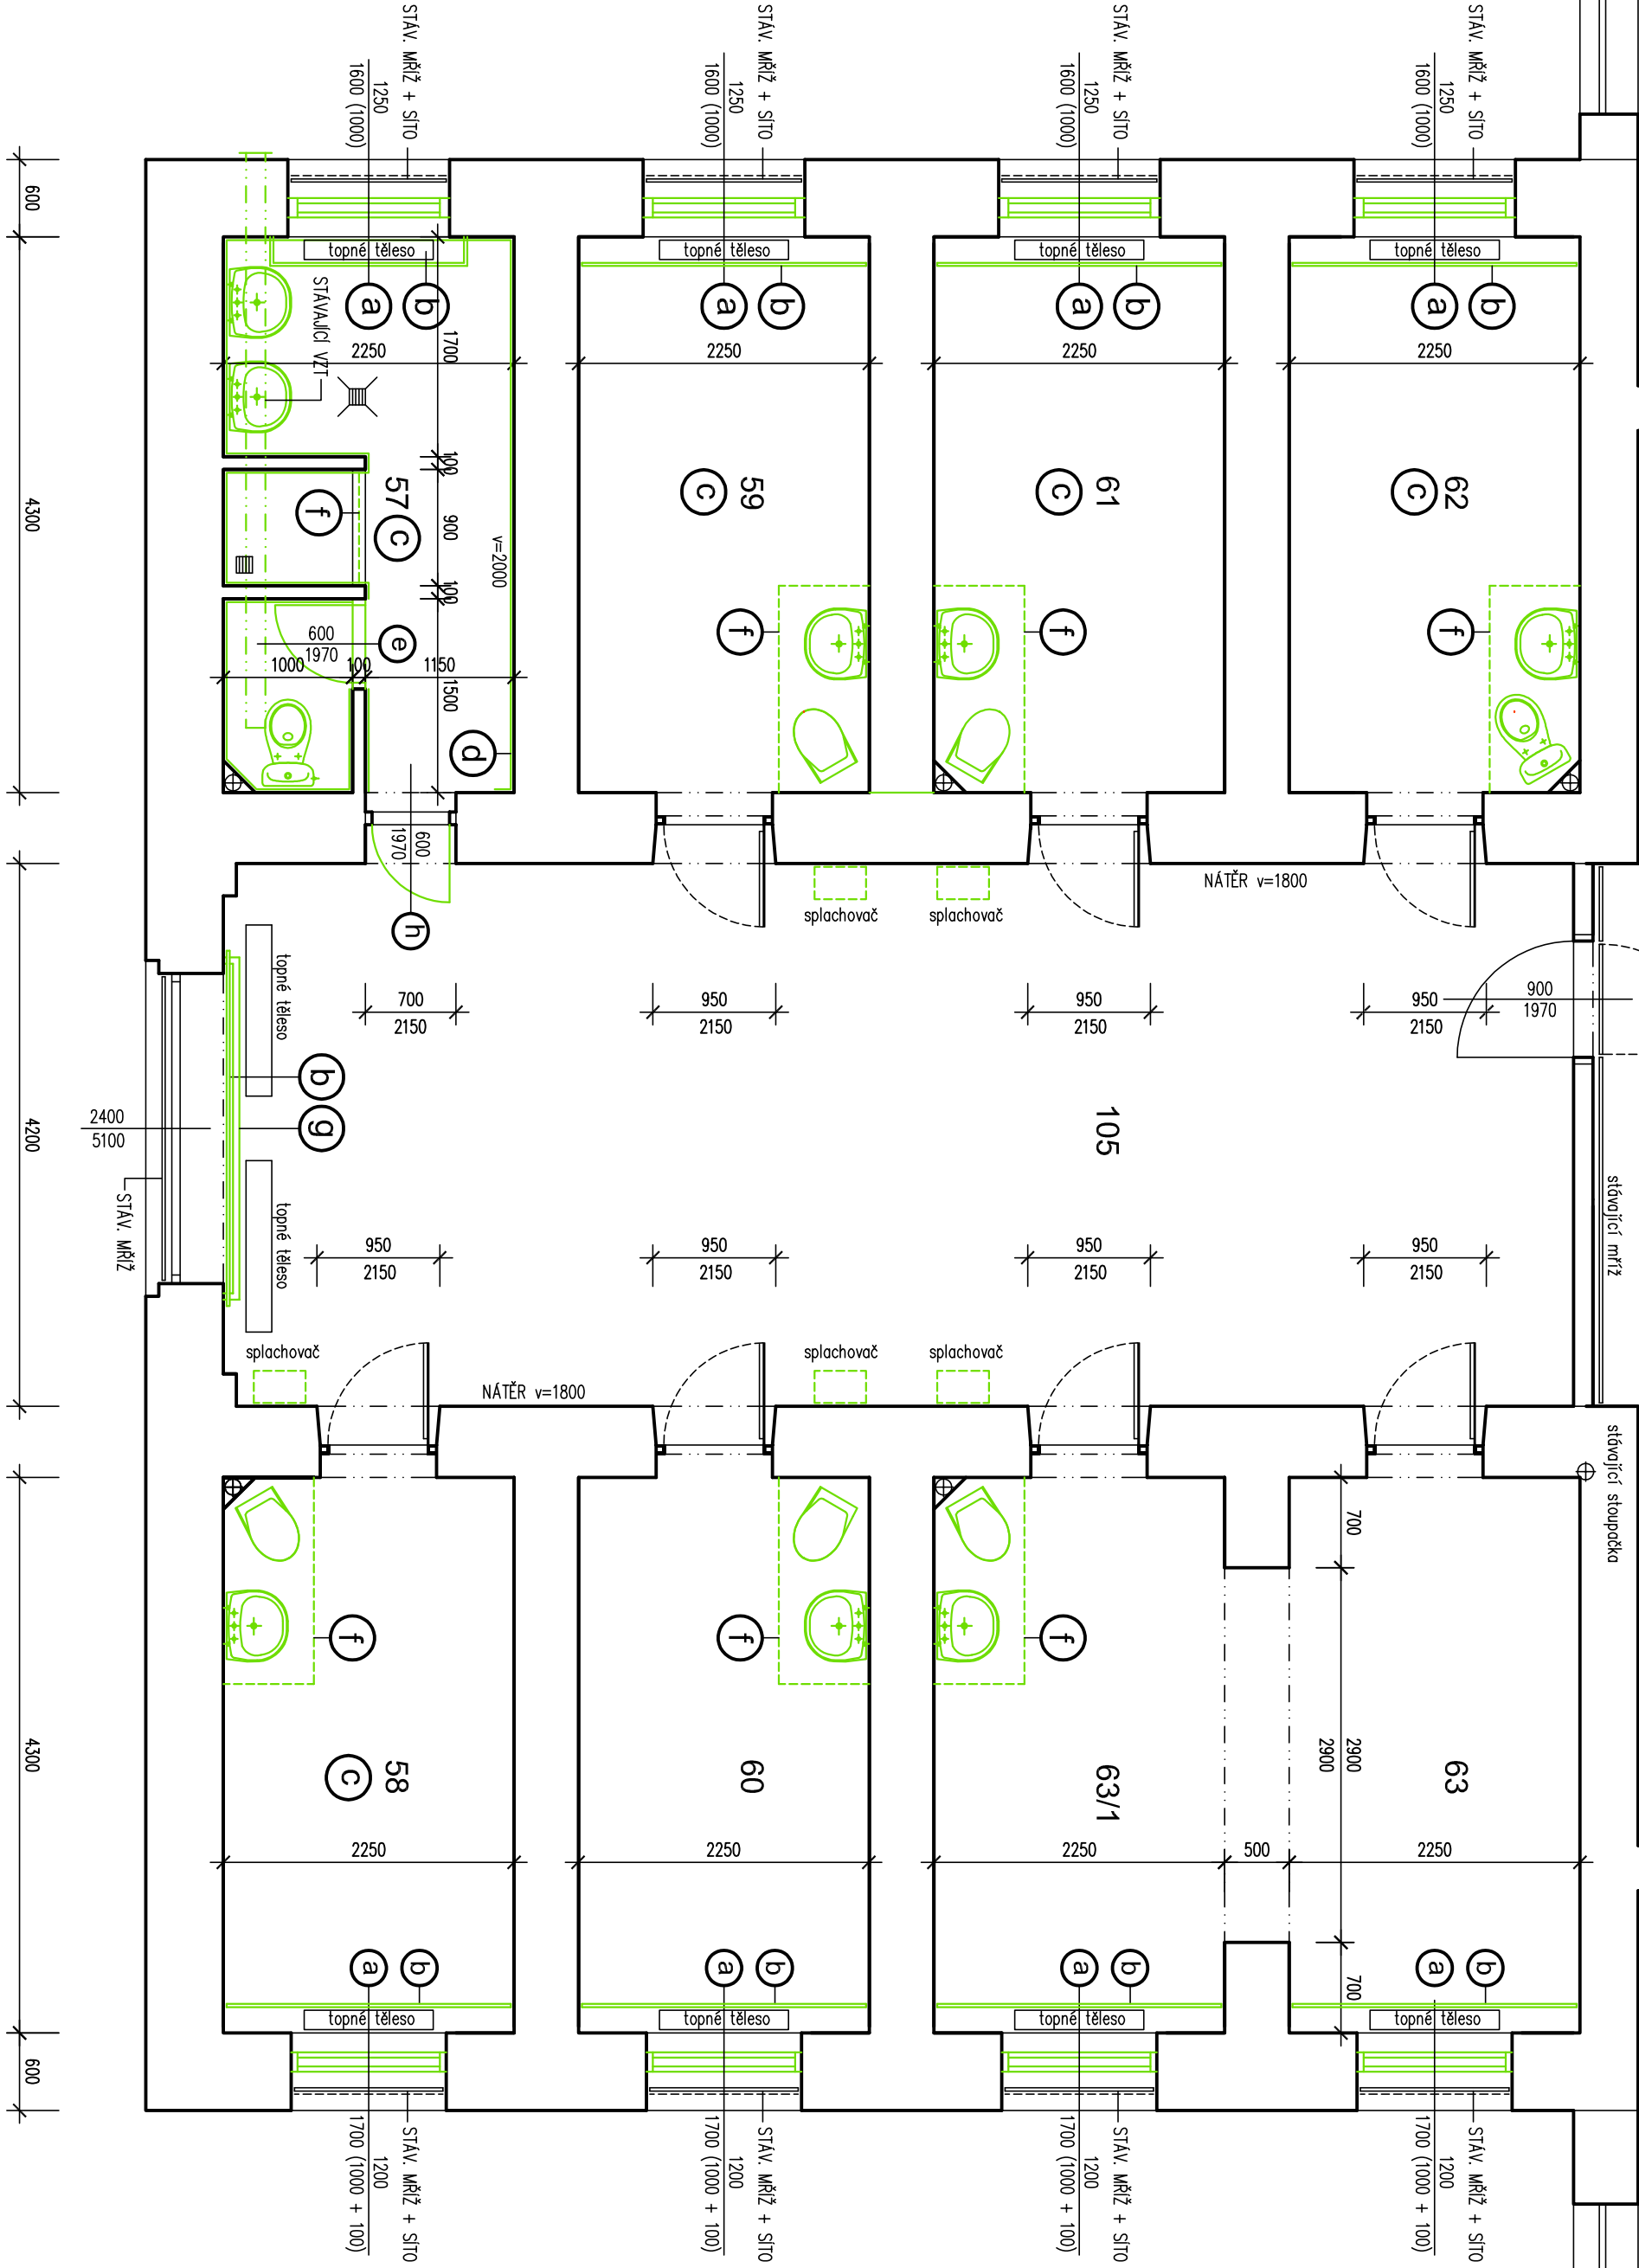 STÁV. MŘÍŽ + SÍTO
1250
1600 (1000)
STÁV. MŘÍŽ + SÍTO
1250
1600 (1000)
STÁV. MŘÍŽ + SÍTO
1250
1600 (1000)
STÁV. MŘÍŽ + SÍTO
1250
1600 (1000)
600
topné těleso
topné těleso
topné těleso
topné těleso
a
b
a
b
a
b
a
b
STÁVAJÍCÍ VZT
1700
2250
2250
2250
2250
4300
100
57
c
f
900
v=2000
59
c
61
c
62
c
100
600
1970
e
f
f
f
1000
100
1150
1500
d
600
1970
h
splachovač
splachovač
NÁTĚR v=1800
topné těleso
700
2150
950
2150
950
2150
950
2150
900
1970
b
g
2400
5100
STÁV. MŘÍŽ
4200
105
stávající mříž
topné těleso
950
2150
950
2150
950
2150
950
2150
splachovač
splachovač
splachovač
NÁTĚR v=1800
stávající stoupačka
700
f
f
f
2900
2900
4300
58
c
60
63/1
63
2250
2250
2250
500
2250
a
b
a
b
a
b
a
b
700
topné těleso
topné těleso
topné těleso
topné těleso
600
STÁV. MŘÍŽ + SÍTO
1200
1700 (1000 + 100)
STÁV. MŘÍŽ + SÍTO
1200
1700 (1000 + 100)
STÁV. MŘÍŽ + SÍTO
1200
1700 (1000 + 100)
STÁV. MŘÍŽ + SÍTO
1200
1700 (1000 + 100)